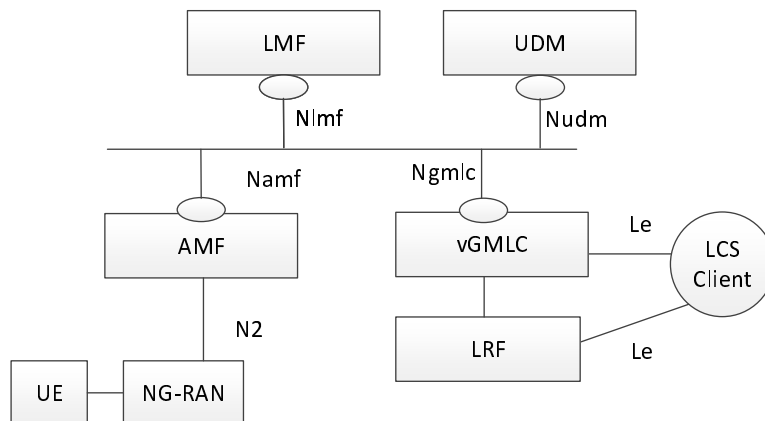 LMF
UDM
Nlmf
Nudm
Namf
Ngmlc
AMF
vGMLC
Le
LCS
Client
N2
LRF
Le
UE
NG-RAN